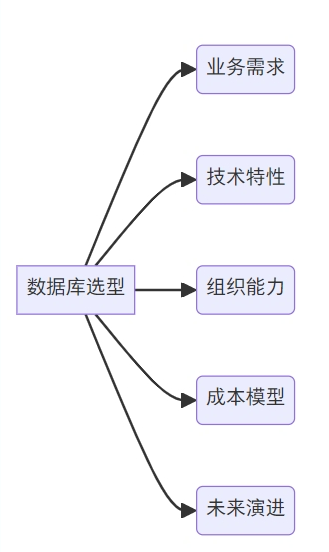 业务需求
技术特性
数据库选型
组织能力
成本模型
未来演进